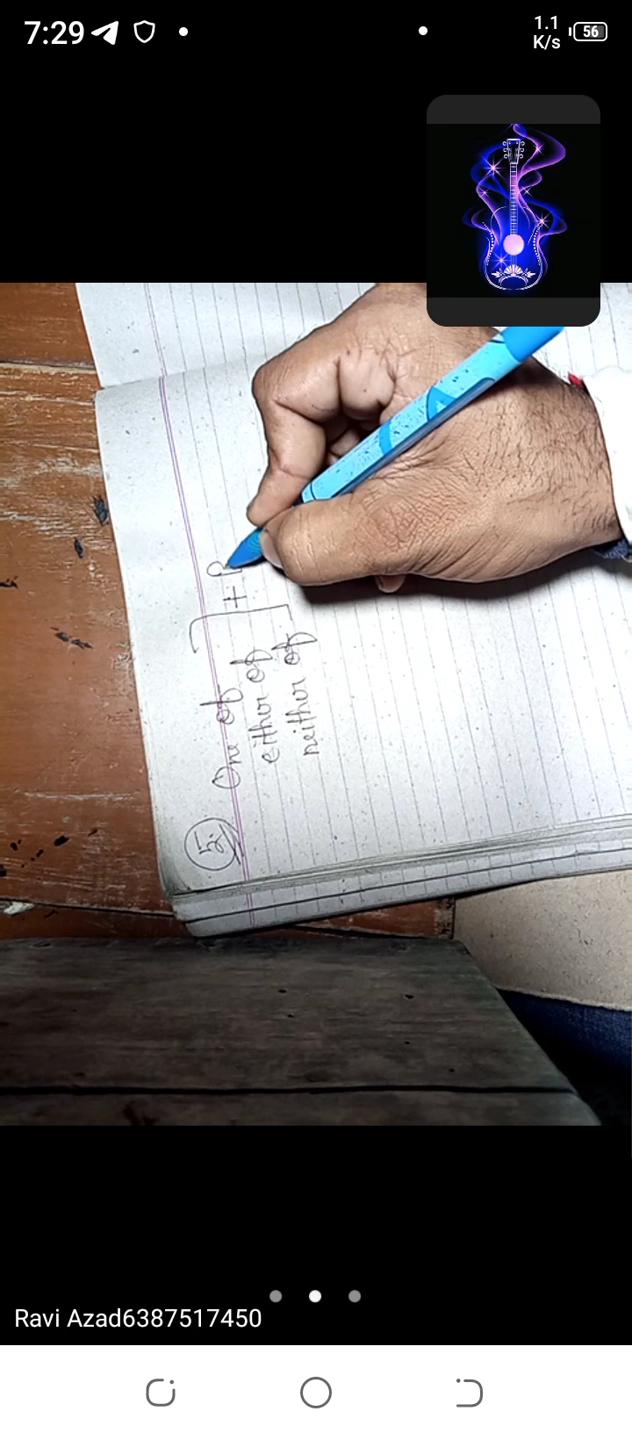 7:29
1.1
K/s
56
5. One of
either of
neither of
] + P
Ravi Azad6387517450